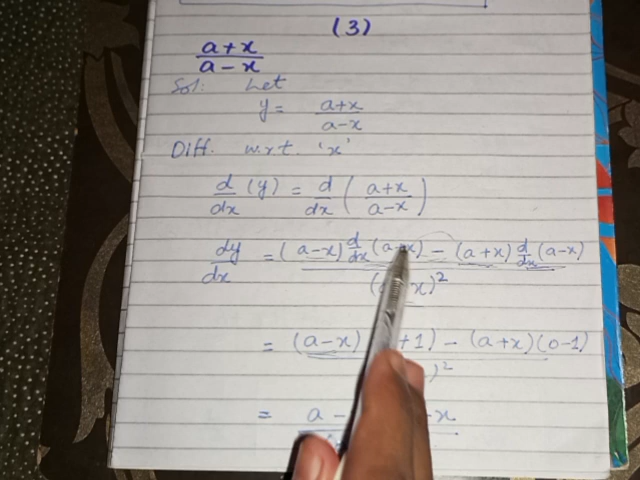 (3)
a+x
a-x
Sol: Let
y = a+x
a-x
Diff. w.r.t. 'x'
d/dx (y) = d/dx ( a+x / a-x )
dy/dx = (a-x) d/dx (a+x) - (a+x) d/dx (a-x)
x)²
= (a-x) +1) - (a+x)(0-1)
)²
= a - x